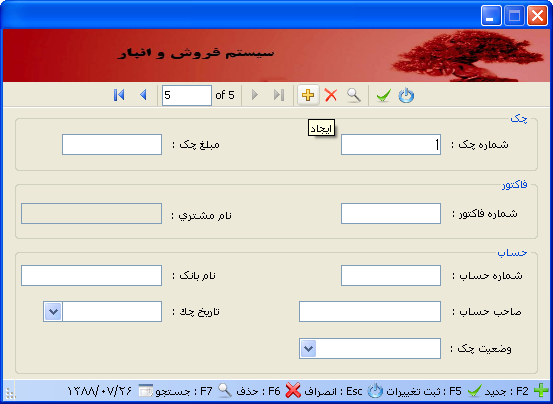 سیستم فروش و انبار
5 of 5
ایجاد
چک
شماره چک : 1
مبلغ چک :
فاکتور
شماره فاکتور :
نام مشتري :
حساب
شماره حساب :
نام بانک :
صاحب حساب :
تاریخ چك :
وضعیت چک :
F2 : جدید F5 : ثبت تغییرات Esc : انصراف F6 : حذف F7 : جستجو ۱۳۸۸/۰۷/۲۶